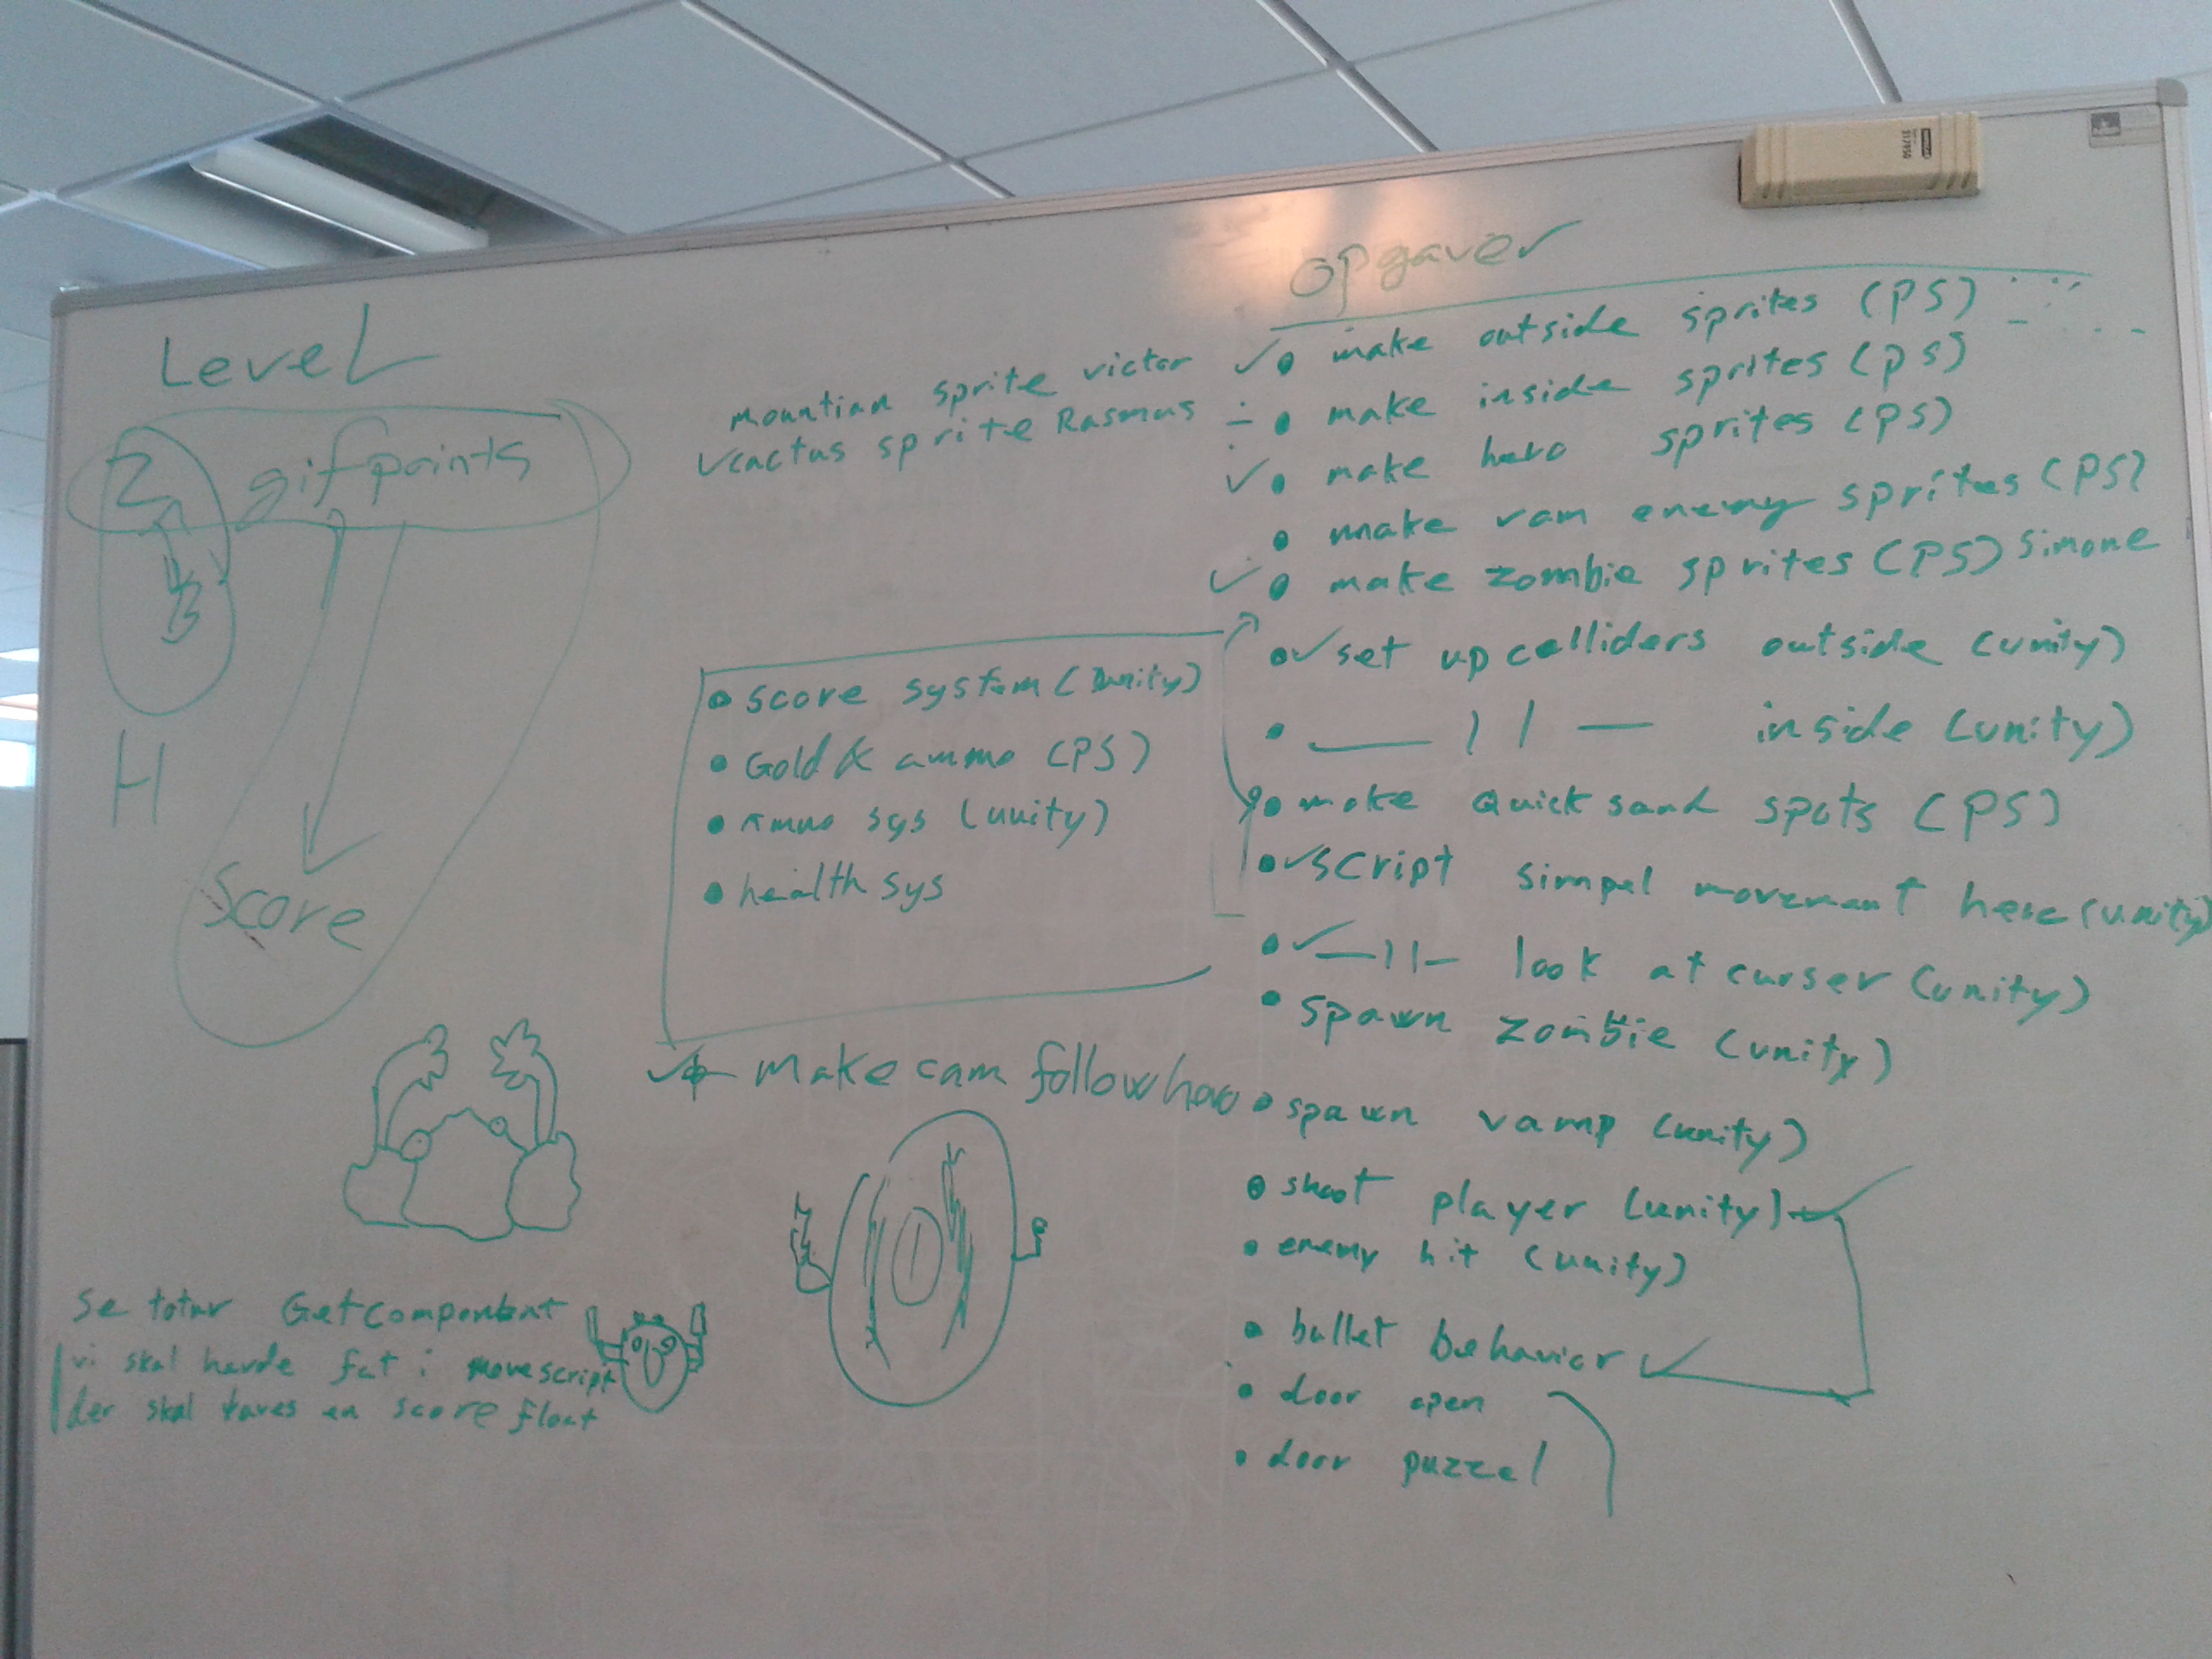 Level
Z gif points
B
H
Score
mountian sprite victor
✓cactus sprite Rasmus
opgaver
✓• make outside sprites (PS)
÷• make inside sprites (PS)
✓• make hero sprites (PS)
• make vam enemy sprites (PS)
✓• make zombie sprites (PS) Simone
•✓set up colliders outside (unity)
• — | | — inside (unity)
• make Quick sand spots (PS)
•✓script simpel movement hero (unity)
•✓—||— look at curser (unity)
• spawn zombie (unity)
• spawn vamp (unity)
• shoot player (unity) ✓
• enemy hit (unity)
• bullet behavior ✓
• door open
• door puzzel
• score system (unity)
• Gold & ammo (PS)
• Ammo sys (unity)
• health sys
✓• make cam follow hero
Se totur Getcomponent
vi skal havde fat i movescript
der skal laves en score float